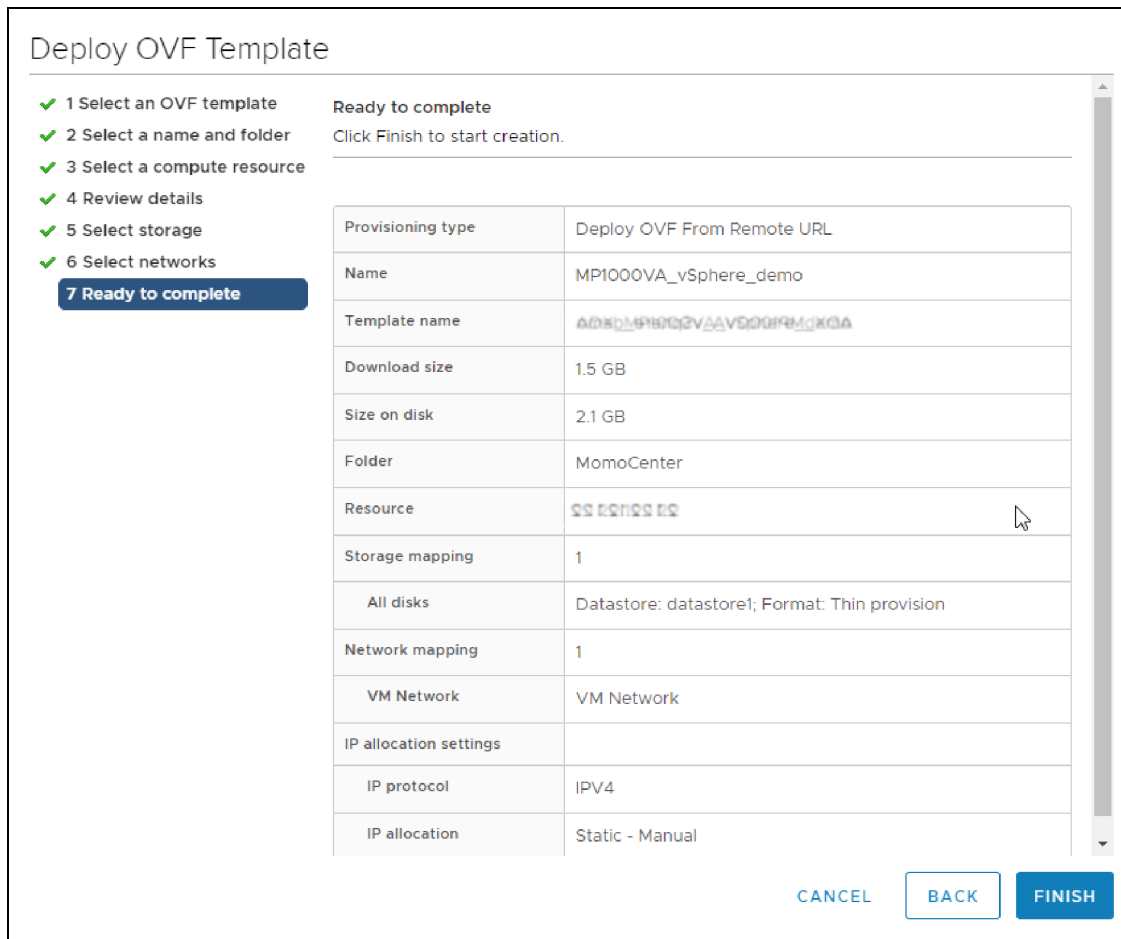 Deploy OVF Template
1 Select an OVF template
2 Select a name and folder
3 Select a compute resource
4 Review details
5 Select storage
6 Select networks
7 Ready to complete
Ready to complete
Click Finish to start creation.
Provisioning type Deploy OVF From Remote URL
Name MP1000VA_vSphere_demo
Template name
Download size 1.5 GB
Size on disk 2.1 GB
Folder MomoCenter
Resource
Storage mapping 1
All disks Datastore: datastore1; Format: Thin provision
Network mapping 1
VM Network VM Network
IP allocation settings
IP protocol IPV4
IP allocation Static - Manual
CANCEL BACK FINISH